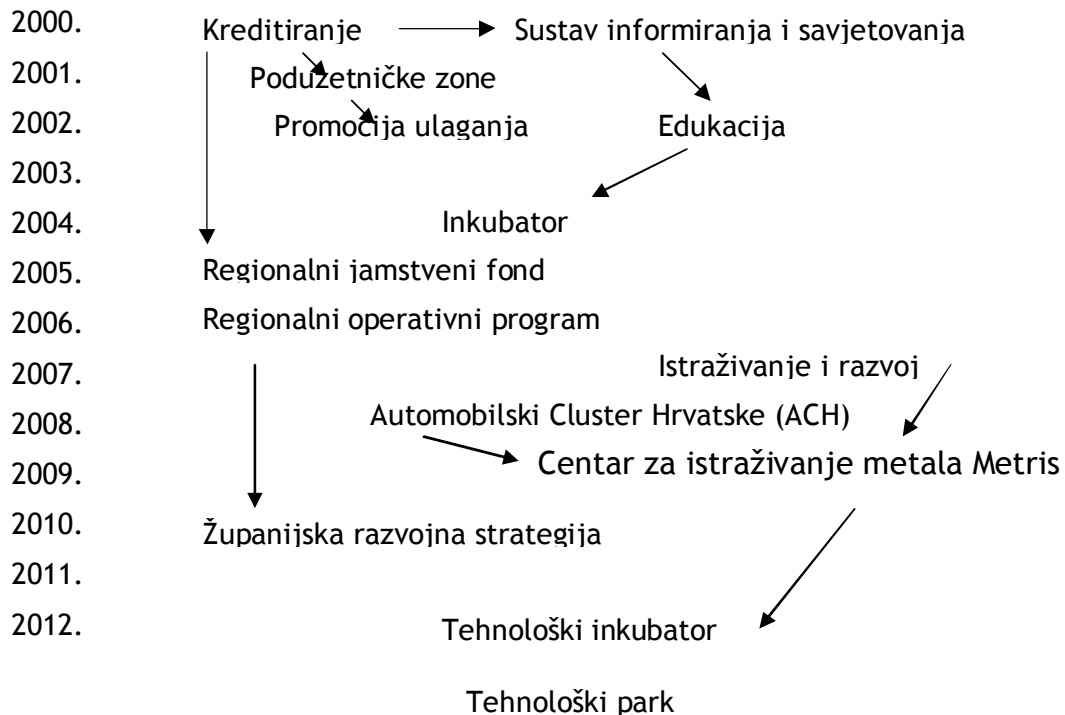 2000. Kreditiranje Sustav informiranja i savjetovanja
2001. Poduzetničke zone
2002. Promocija ulaganja Edukacija
2003.
2004. Inkubator
2005. Regionalni jamstveni fond
2006. Regionalni operativni program
2007. Istraživanje i razvoj
2008. Automobilski Cluster Hrvatske (ACH)
2009. Centar za istraživanje metala Metris
2010. Županijska razvojna strategija
2011.
2012. Tehnološki inkubator
Tehnološki park